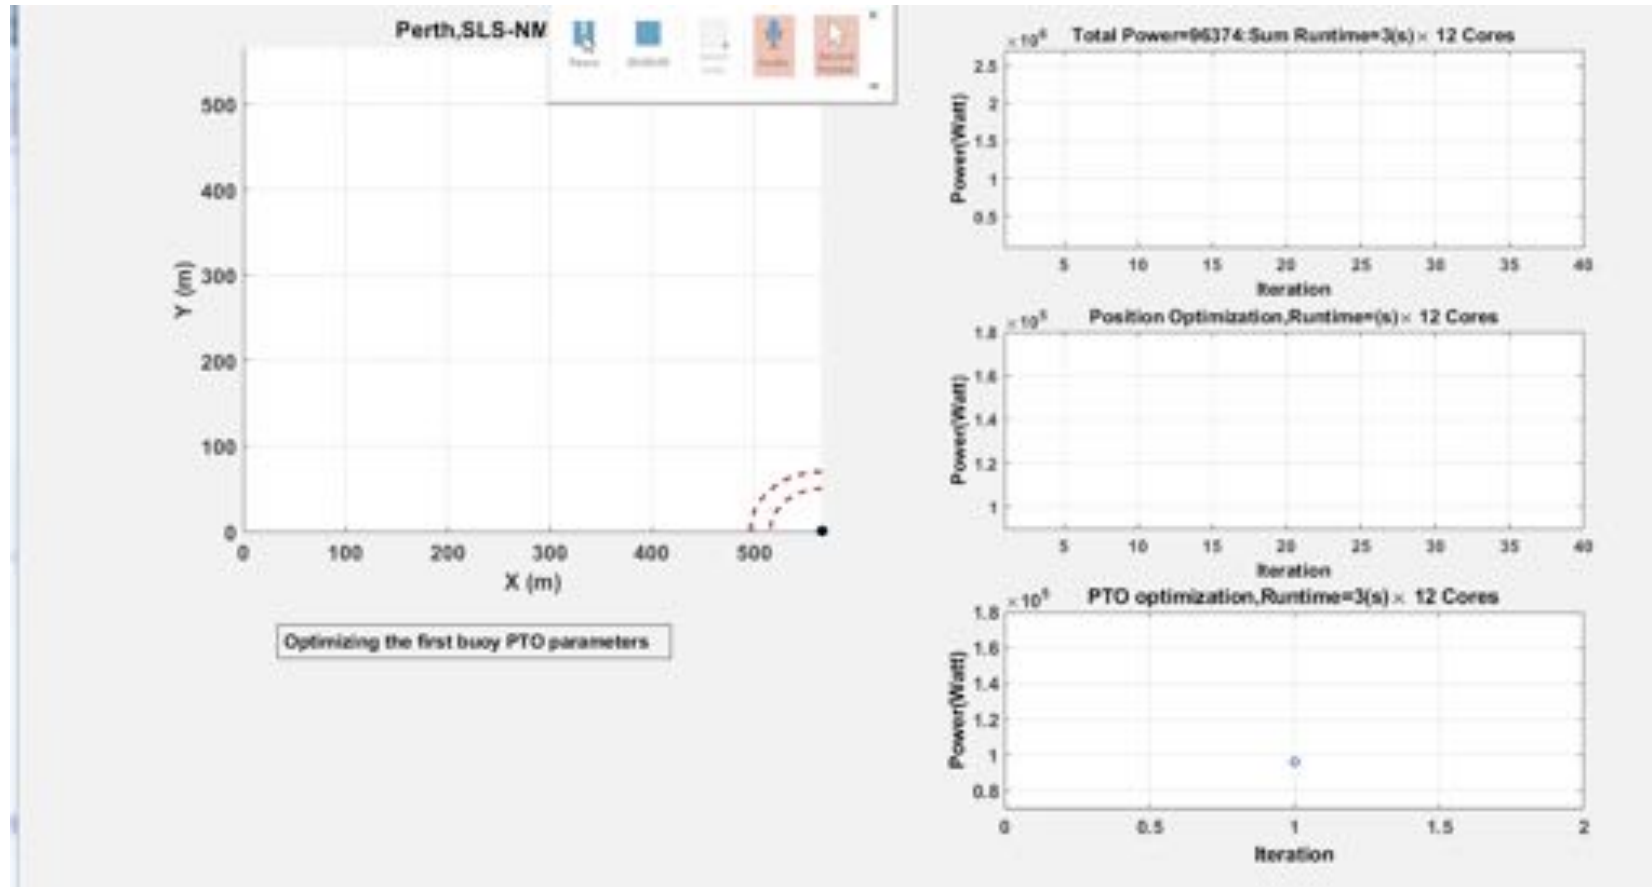 Perth,SLS-NM
500
400
300
200
100
0
Y (m)
0 100 200 300 400 500
X (m)
Optimizing the first buoy PTO parameters
Total Power=96374:Sum Runtime=3(s)× 12 Cores
2.5
2
1.5
1
0.5
Power(Watt)
5 10 15 20 25 30 35 40
Iteration
Position Optimization,Runtime=(s)× 12 Cores
1.8
1.6
1.4
1.2
1
Power(Watt)
5 10 15 20 25 30 35 40
Iteration
PTO optimization,Runtime=3(s)× 12 Cores
1.8
1.6
1.4
1.2
1
0.8
Power(Watt)
0 0.5 1 1.5 2
Iteration